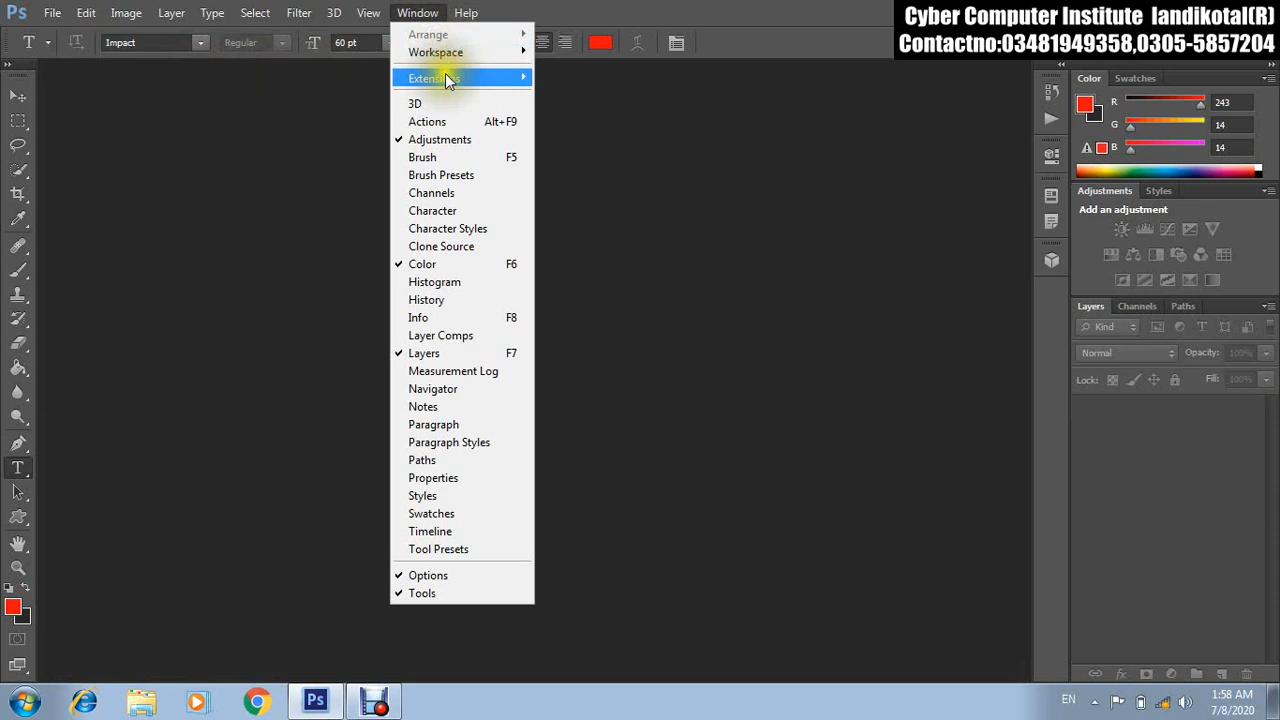 Ps File Edit Image Layer Type Select Filter 3D View Window Help
Cyber Computer Institute landikotal(R)
Contactno:03481949358,0305-5857204
T Impact Regular 60 pt
Arrange
Workspace
Extensions
3D
Actions Alt+F9
Adjustments
Brush F5
Brush Presets
Channels
Character
Character Styles
Clone Source
Color F6
Histogram
History
Info F8
Layer Comps
Layers F7
Measurement Log
Navigator
Notes
Paragraph
Paragraph Styles
Paths
Properties
Styles
Swatches
Timeline
Tool Presets
Options
Tools
Color Swatches
R 243
G 14
B 14
Adjustments Styles
Add an adjustment
Layers Channels Paths
Kind
Normal Opacity: 100%
Lock: Fill: 100%
Ps
EN
1:58 AM
7/8/2020